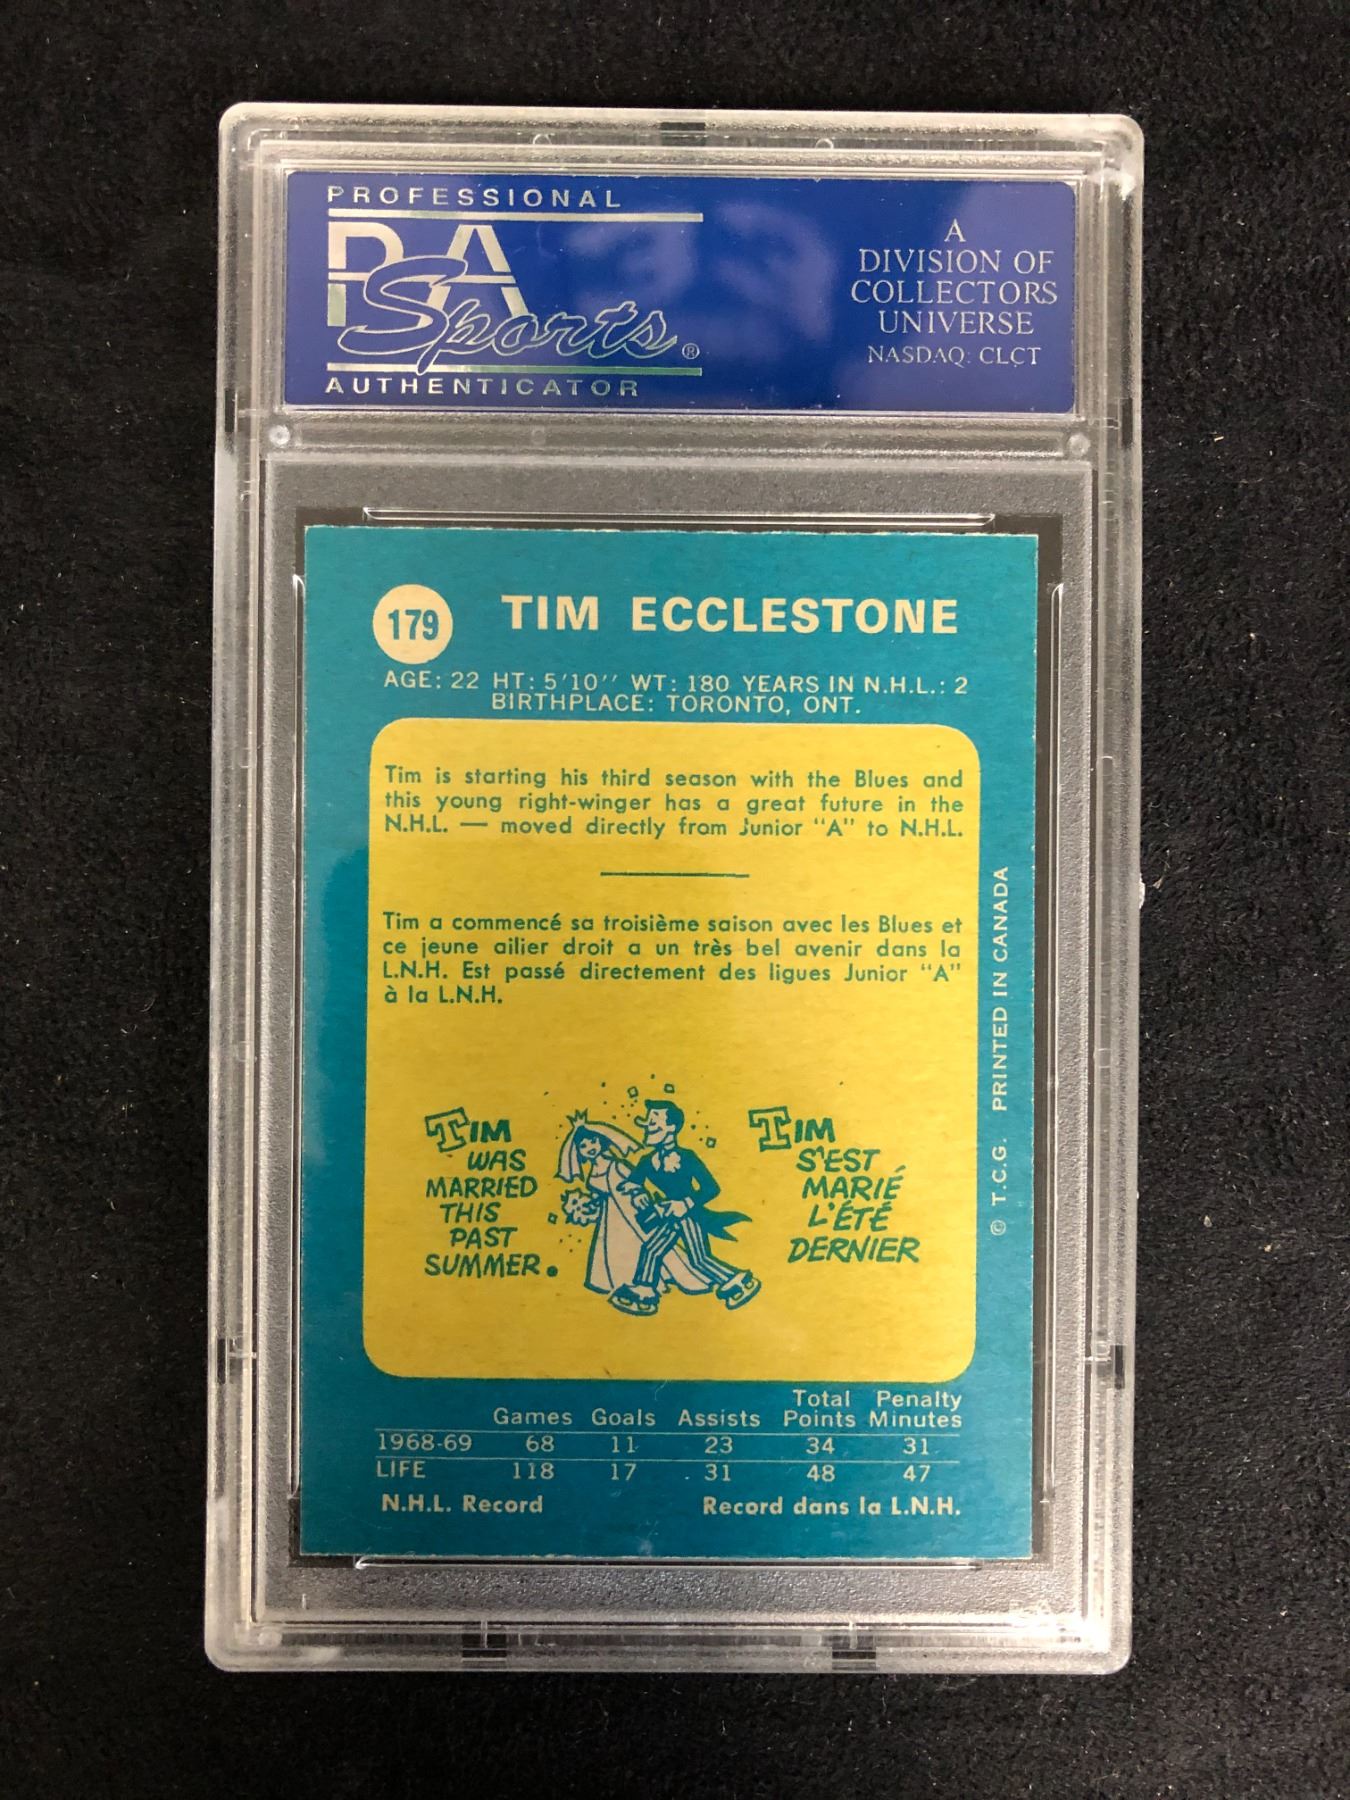 PROFESSIONAL
PSA
Sports®
AUTHENTICATOR
A
DIVISION OF
COLLECTORS
UNIVERSE
NASDAQ: CLCT
179
TIM ECCLESTONE
AGE: 22 HT: 5'10'' WT: 180 YEARS IN N.H.L.: 2
BIRTHPLACE: TORONTO, ONT.
Tim is starting his third season with the Blues and
this young right-winger has a great future in the
N.H.L. — moved directly from Junior "A" to N.H.L.
Tim a commencé sa troisième saison avec les Blues et
ce jeune ailier droit a un très bel avenir dans la
L.N.H. Est passé directement des ligues Junior "A"
à la L.N.H.
TIM
WAS
MARRIED
THIS
PAST
SUMMER.
TIM
S'EST
MARIÉ
L'ÉTÉ
DERNIER
© T.C.G. PRINTED IN CANADA
Games Goals Assists Total Points Penalty Minutes
1968-69 68 11 23 34 31
LIFE 118 17 31 48 47
N.H.L. Record Record dans la L.N.H.